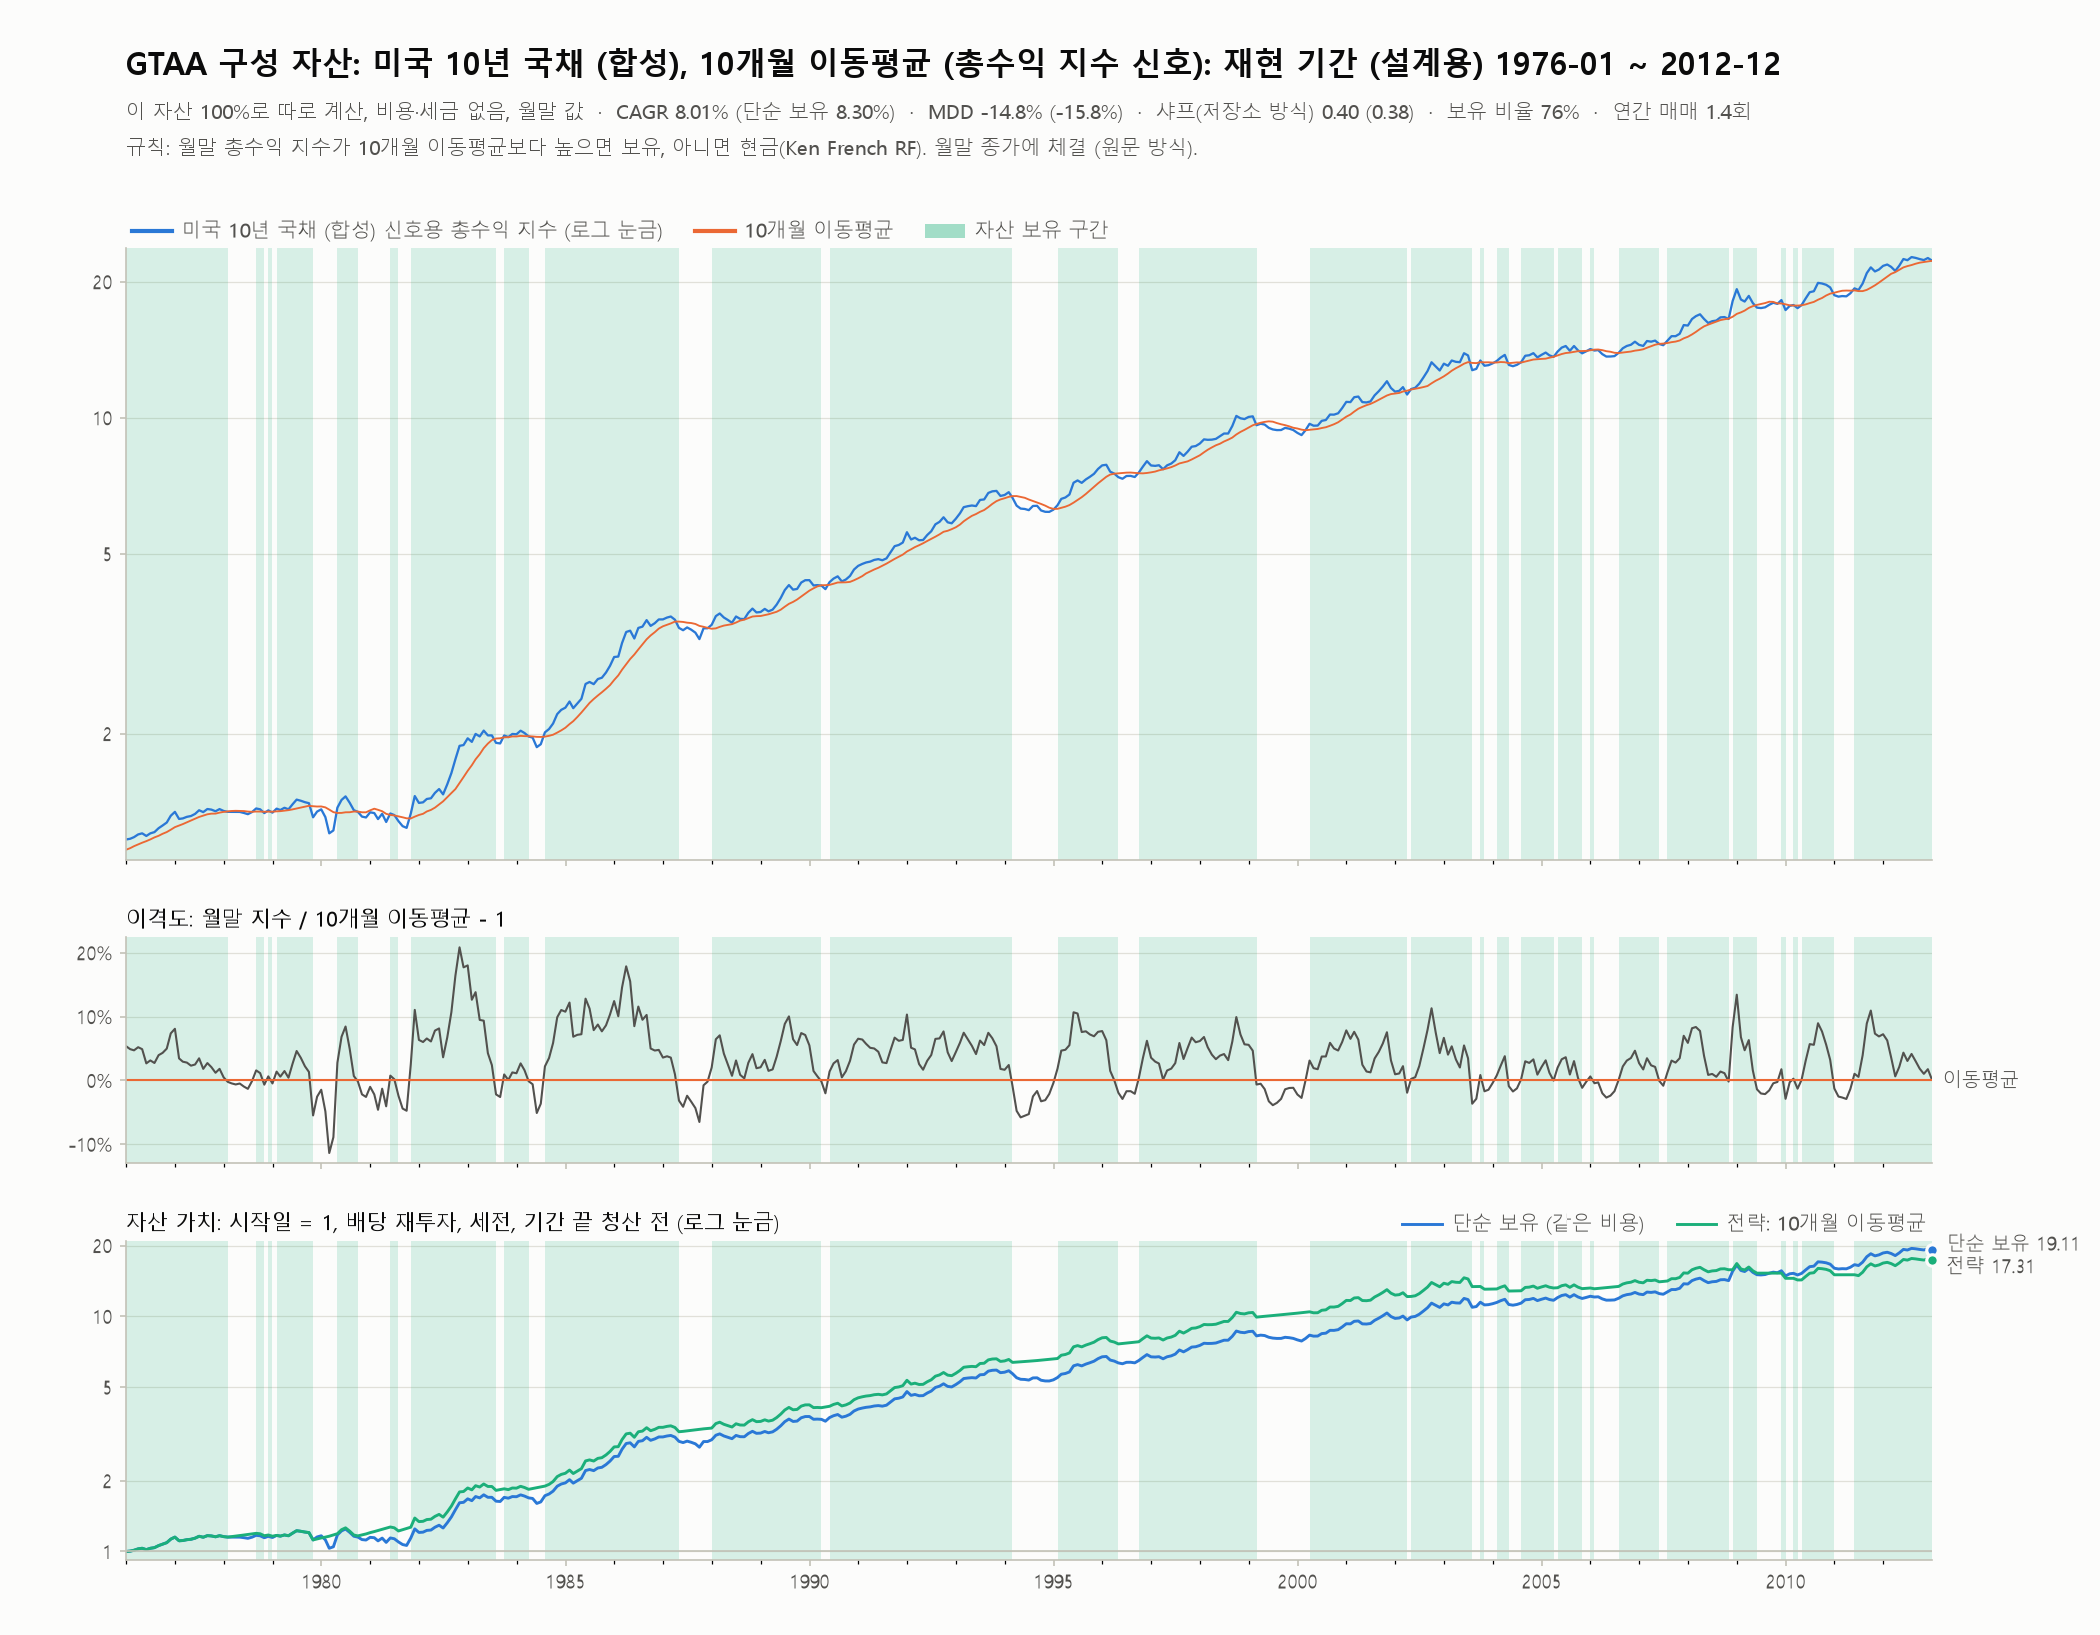 GTAA 구성 자산: 미국 10년 국채 (합성), 10개월 이동평균 (총수익 지수 신호): 재현 기간 (설계용) 1976-01 ~ 2012-12
이 자산 100%로 따로 계산, 비용·세금 없음, 월말 값 · CAGR 8.01% (단순 보유 8.30%) · MDD -14.8% (-15.8%) · 샤프(저장소 방식) 0.40 (0.38) · 보유 비율 76% · 연간 매매 1.4회
규칙: 월말 총수익 지수가 10개월 이동평균보다 높으면 보유, 아니면 현금(Ken French RF). 월말 종가에 체결 (원문 방식).
미국 10년 국채 (합성) 신호용 총수익 지수 (로그 눈금) 10개월 이동평균 자산 보유 구간
20
10
5
2
이격도: 월말 지수 / 10개월 이동평균 - 1
20%
10%
0%
-10%
이동평균
자산 가치: 시작일 = 1, 배당 재투자, 세전, 기간 끝 청산 전 (로그 눈금)
단순 보유 (같은 비용) 전략: 10개월 이동평균
20
10
5
2
1
단순 보유 19.11
전략 17.31
1980 1985 1990 1995 2000 2005 2010